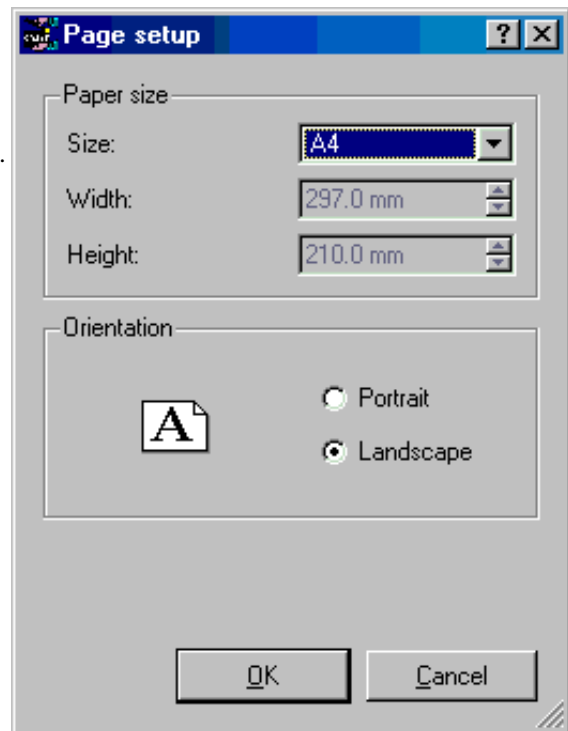 Page setup
Paper size
Size: A4
Width: 297.0 mm
Height: 210.0 mm
Orientation
A
Portrait
Landscape
OK Cancel